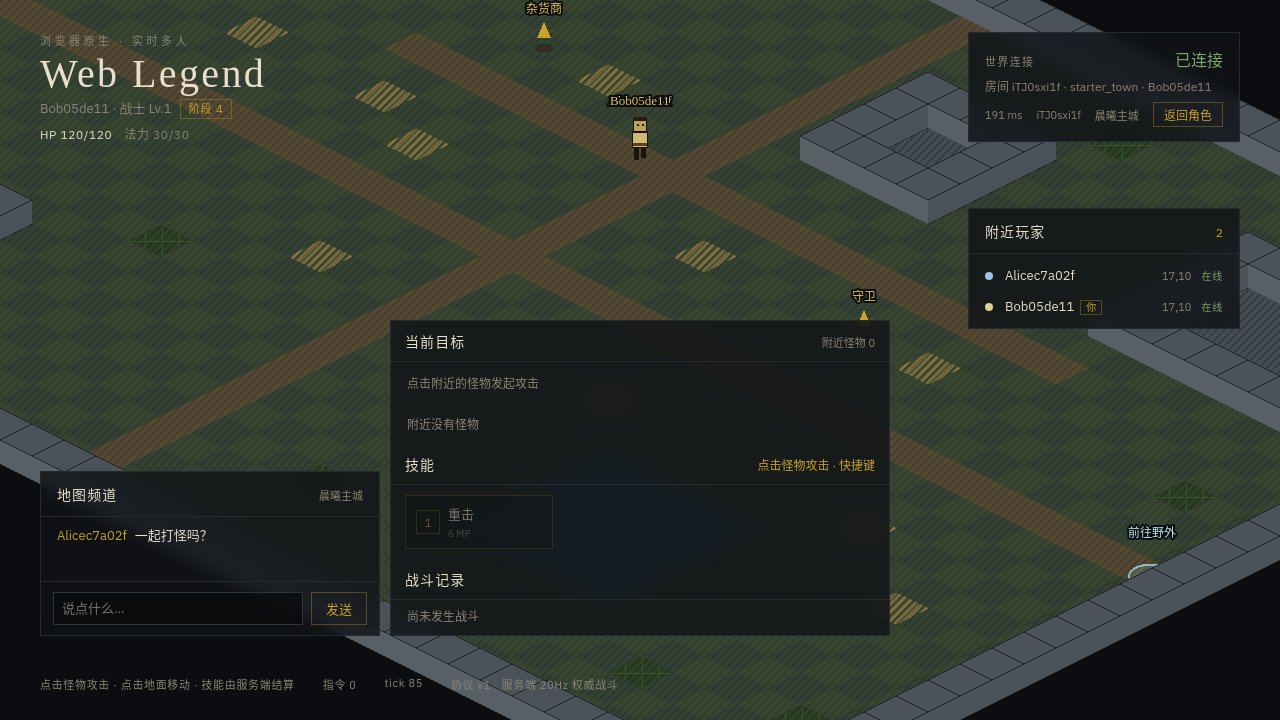 杂货商
浏览器原生 · 实时多人
Web Legend
Bob05de11 · 战士 Lv.1 阶段 4
HP 120/120 法力 30/30
世界连接 已连接
房间 iTJ0sxi1f · starter_town · Bob05de11
191 ms iTJ0sxi1f 晨曦主城 返回角色
Bob05de11
附近玩家 2
Alicec7a02f 17,10 在线
Bob05de11 你 17,10 在线
守卫
当前目标 附近怪物 0
点击附近的怪物发起攻击
附近没有怪物
技能 点击怪物攻击 · 快捷键
1 重击
6 MP
战斗记录
尚未发生战斗
地图频道 晨曦主城
Alicec7a02f 一起打怪吗?
说点什么… 发送
前往野外
点击怪物攻击 · 点击地面移动 · 技能由服务端结算 指令 0 tick 85 协议 v1 · 服务端 20Hz 权威战斗